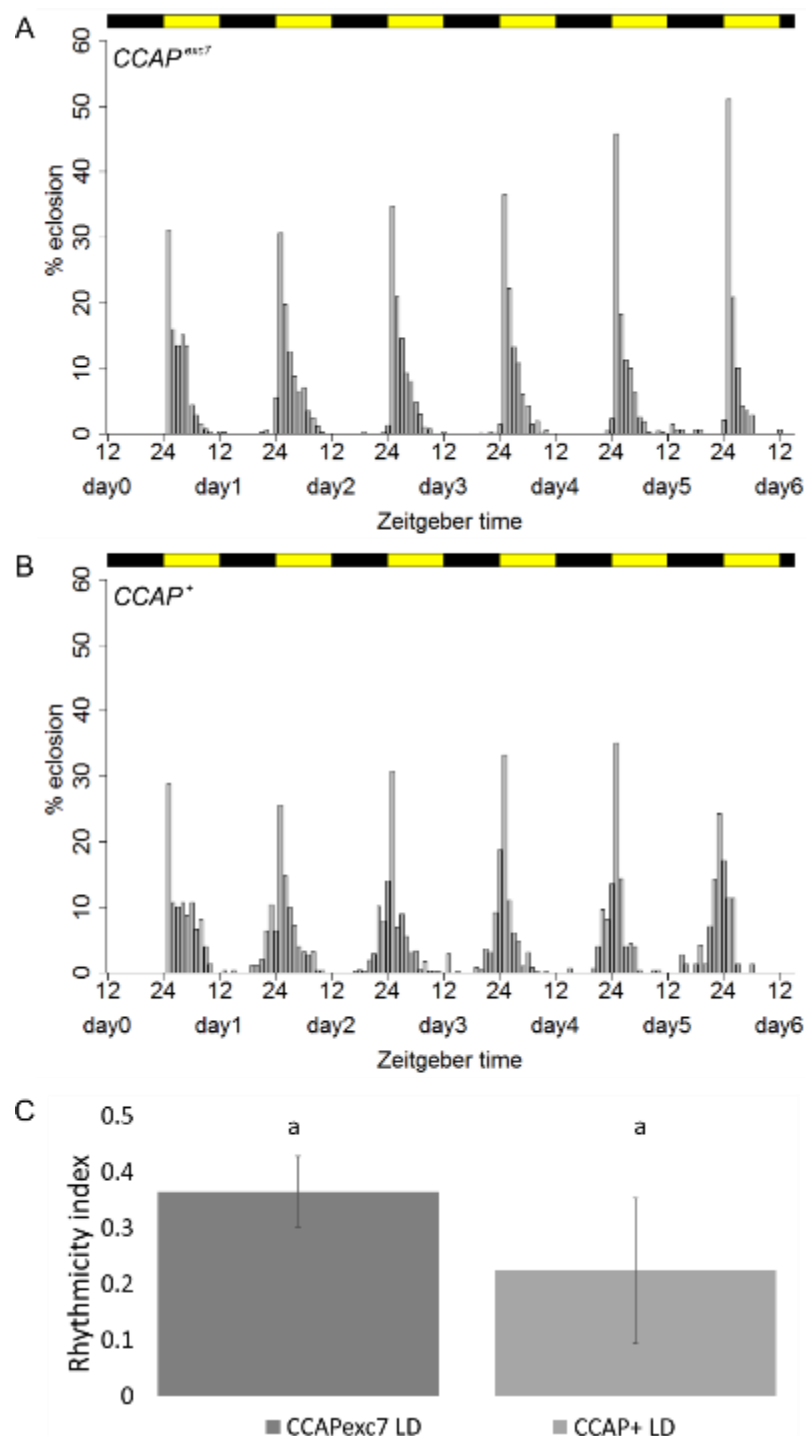 A
CCAP^exc7
60
50
40
30
20
10
0
% eclosion
12 24 12 24 12 24 12 24 12 24 12 24 12
day0 day1 day2 day3 day4 day5 day6
Zeitgeber time
B
CCAP^+
60
50
40
30
20
10
0
% eclosion
12 24 12 24 12 24 12 24 12 24 12 24 12
day0 day1 day2 day3 day4 day5 day6
Zeitgeber time
C
0.5
0.4
0.3
0.2
0.1
0
Rhythmicity index
a a
CCAPexc7 LD CCAP+ LD